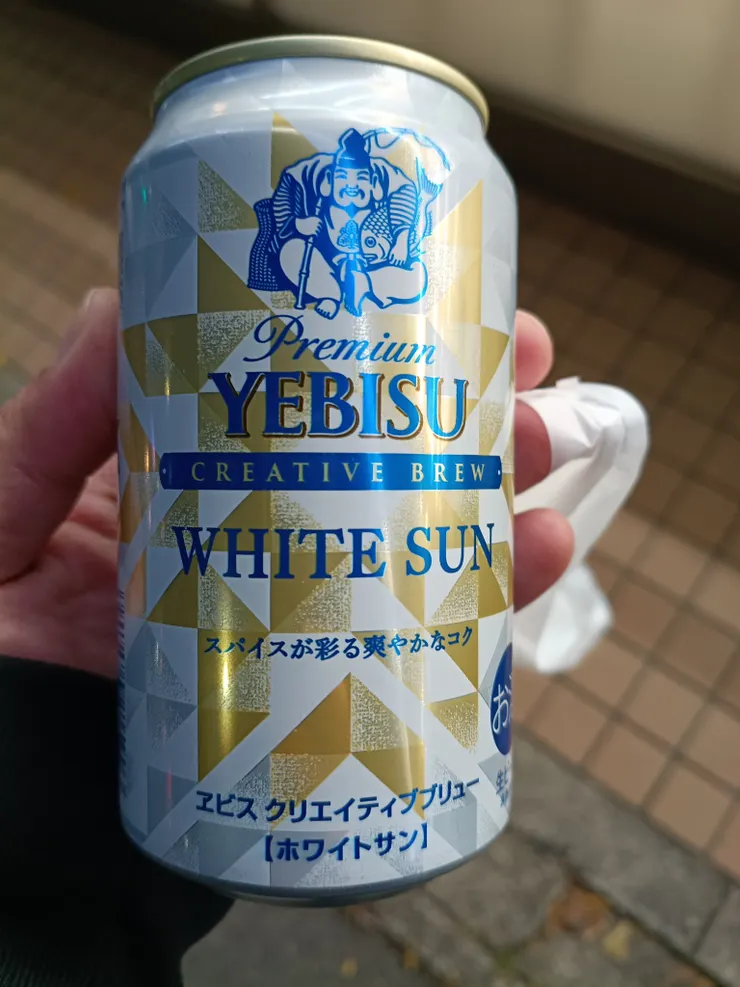 Premium
YEBISU
CREATIVE BREW
WHITE SUN
スパイスが彩る爽やかなコク
お
ヱビス クリエイティブブリュー
【ホワイトサン】